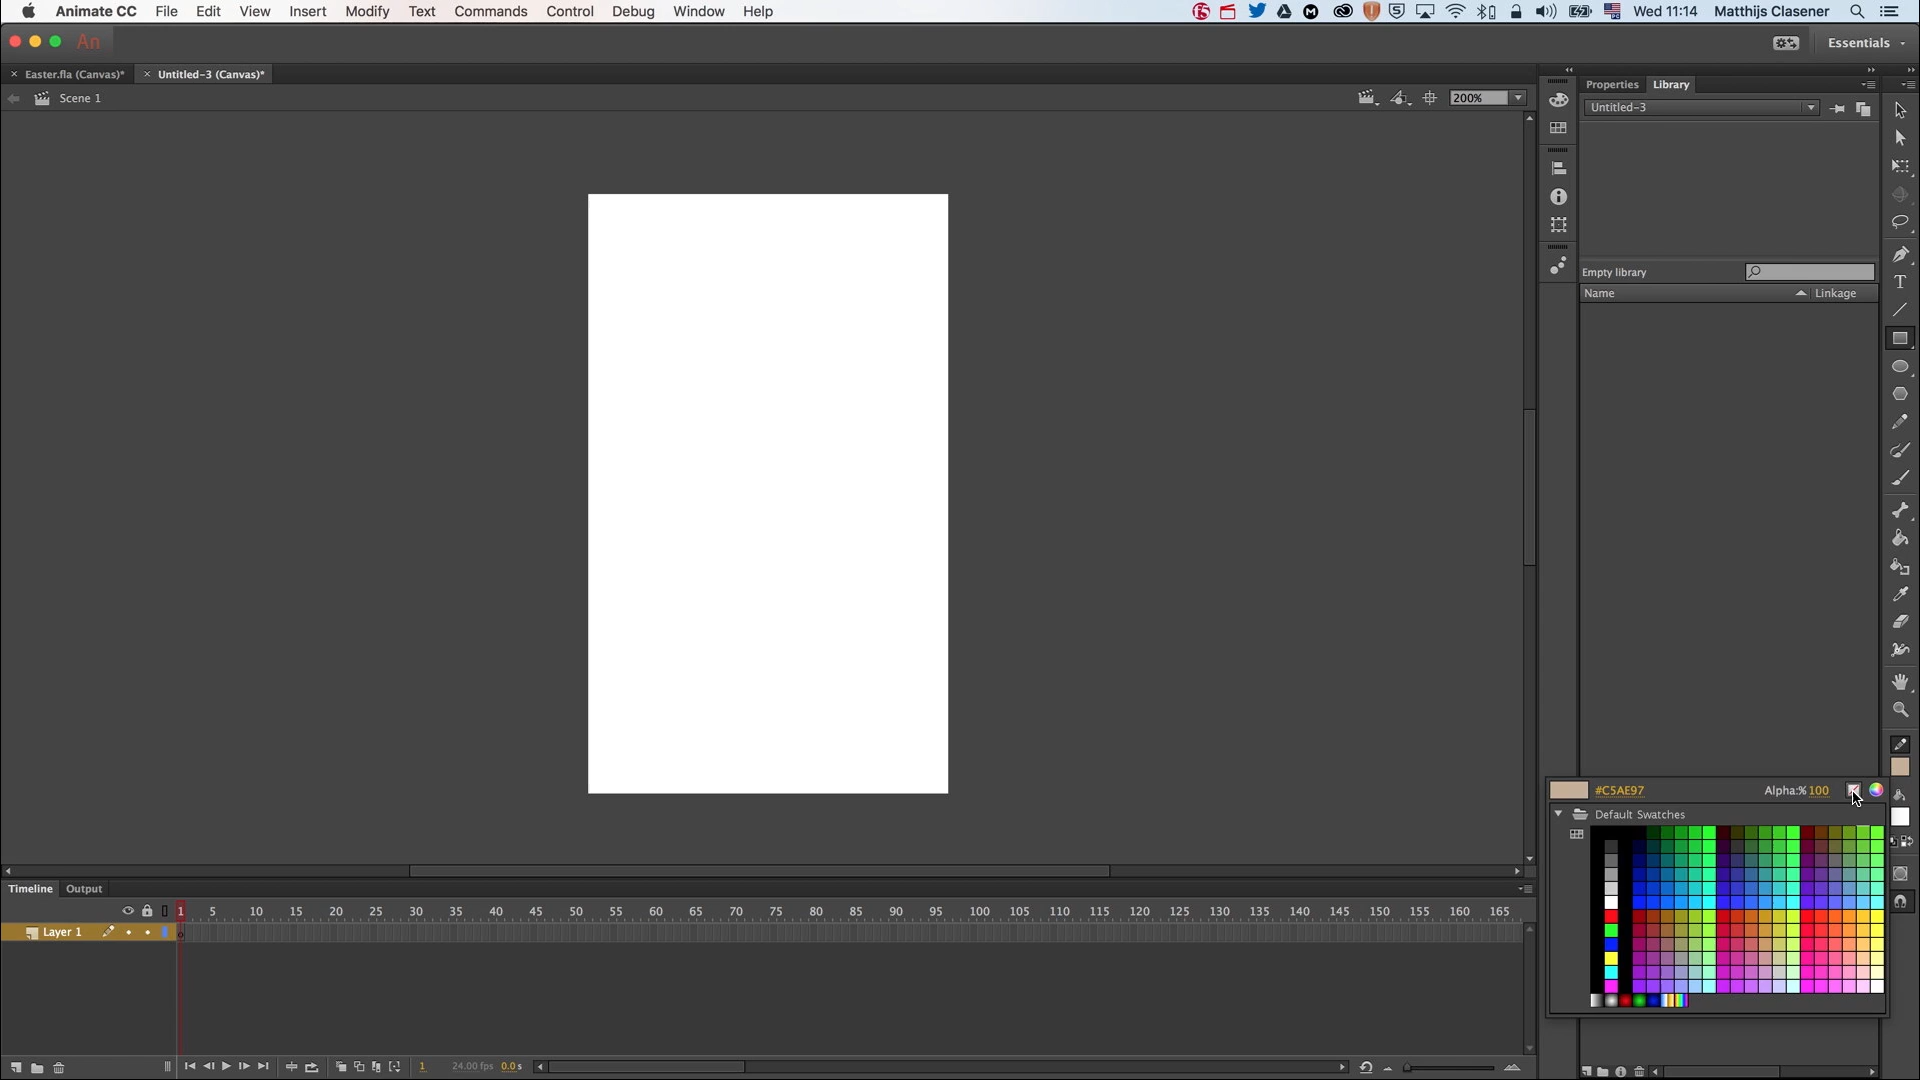 Animate CC File Edit View Insert Modify Text Commands Control Debug Window Help Wed 11:14 Matthijs Clasener
An Essentials
Easter.fla (Canvas)* Untitled-3 (Canvas)*
Scene 1 200%
Properties Library
Untitled-3
Empty library
Name Linkage
#C5AE97 Alpha:% 100
Default Swatches
Timeline Output
1 5 10 15 20 25 30 35 40 45 50 55 60 65 70 75 80 85 90 95 100 105 110 115 120 125 130 135 140 145 150 155 160 165
Layer 1
1 24.00 fps 0.0 s